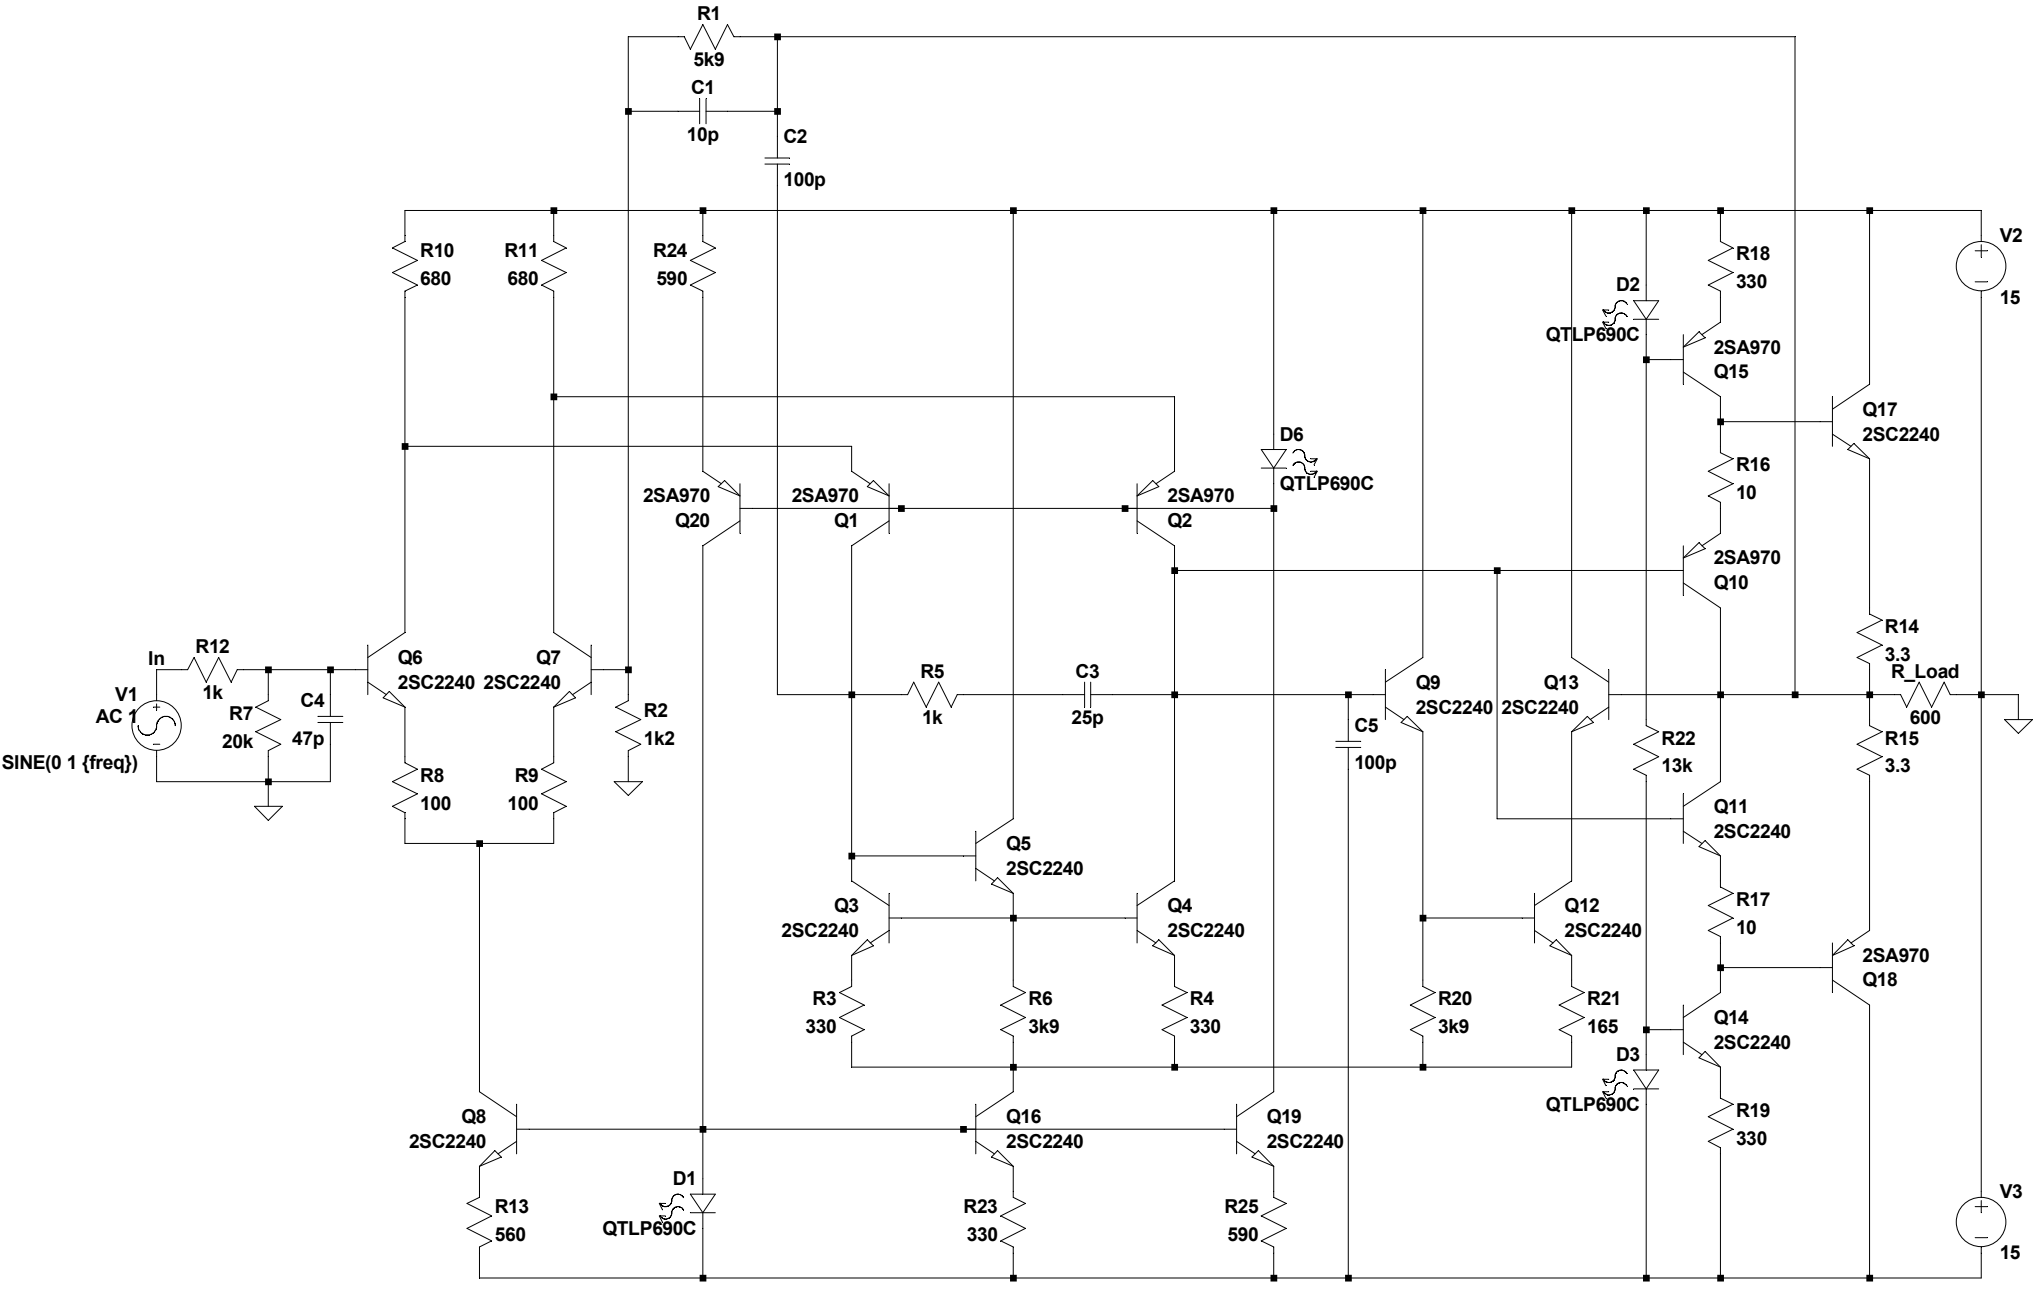 R1
5k9
C1
10p
C2
100p
R10
680
R11
680
R24
590
R18
330
V2
15
D2
QTLP690C
2SA970
Q15
Q17
2SC2240
D6
QTLP690C
R16
10
2SA970
Q20
2SA970
Q1
2SA970
Q2
2SA970
Q10
In
R12
1k
V1
AC 1
SINE(0 1 {freq})
R7
20k
C4
47p
Q6
2SC2240
Q7
2SC2240
R2
1k2
R8
100
R9
100
R5
1k
C3
25p
C5
100p
Q9
2SC2240
Q13
2SC2240
R14
3.3
R_Load
600
R15
3.3
R22
13k
Q11
2SC2240
Q5
2SC2240
Q3
2SC2240
Q4
2SC2240
Q12
2SC2240
R17
10
2SA970
Q18
R3
330
R6
3k9
R4
330
R20
3k9
R21
165
Q14
2SC2240
D3
QTLP690C
Q8
2SC2240
Q16
2SC2240
Q19
2SC2240
R19
330
D1
QTLP690C
R13
560
R23
330
R25
590
V3
15